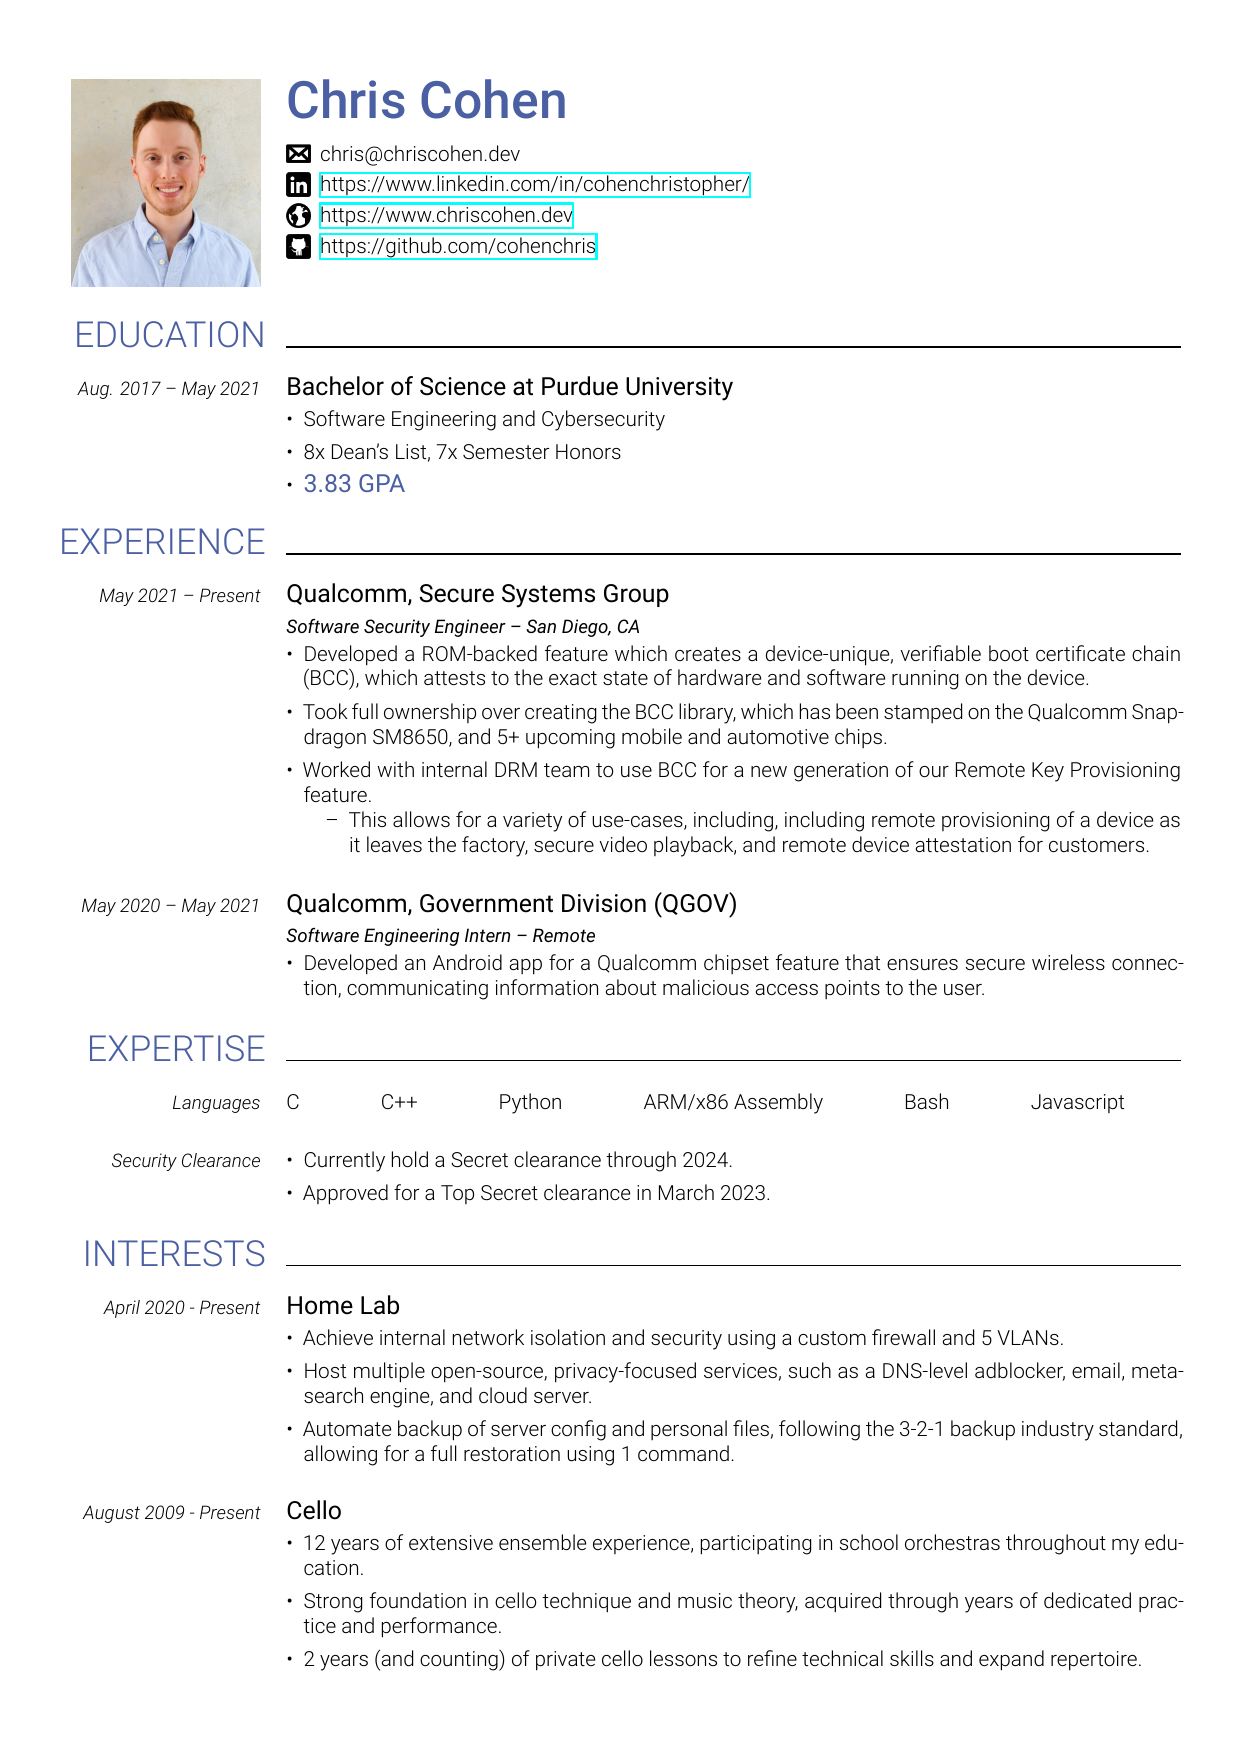 Chris Cohen
chris@chriscohen.dev
https://www.linkedin.com/in/cohenchristopher/
https://www.chriscohen.dev
https://github.com/cohenchris
EDUCATION
Aug. 2017 – May 2021 Bachelor of Science at Purdue University
• Software Engineering and Cybersecurity
• 8x Dean’s List, 7x Semester Honors
• 3.83 GPA
EXPERIENCE
May 2021 – Present Qualcomm, Secure Systems Group
Software Security Engineer – San Diego, CA
• Developed a ROM-backed feature which creates a device-unique, verifiable boot certificate chain
(BCC), which attests to the exact state of hardware and software running on the device.
• Took full ownership over creating the BCC library, which has been stamped on the Qualcomm Snap-
dragon SM8650, and 5+ upcoming mobile and automotive chips.
• Worked with internal DRM team to use BCC for a new generation of our Remote Key Provisioning
feature.
– This allows for a variety of use-cases, including, including remote provisioning of a device as
it leaves the factory, secure video playback, and remote device attestation for customers.
May 2020 – May 2021 Qualcomm, Government Division (QGOV)
Software Engineering Intern – Remote
• Developed an Android app for a Qualcomm chipset feature that ensures secure wireless connec-
tion, communicating information about malicious access points to the user.
EXPERTISE
Languages C C++ Python ARM/x86 Assembly Bash Javascript
Security Clearance • Currently hold a Secret clearance through 2024.
• Approved for a Top Secret clearance in March 2023.
INTERESTS
April 2020 - Present Home Lab
• Achieve internal network isolation and security using a custom firewall and 5 VLANs.
• Host multiple open-source, privacy-focused services, such as a DNS-level adblocker, email, meta-
search engine, and cloud server.
• Automate backup of server config and personal files, following the 3-2-1 backup industry standard,
allowing for a full restoration using 1 command.
August 2009 - Present Cello
• 12 years of extensive ensemble experience, participating in school orchestras throughout my edu-
cation.
• Strong foundation in cello technique and music theory, acquired through years of dedicated prac-
tice and performance.
• 2 years (and counting) of private cello lessons to refine technical skills and expand repertoire.